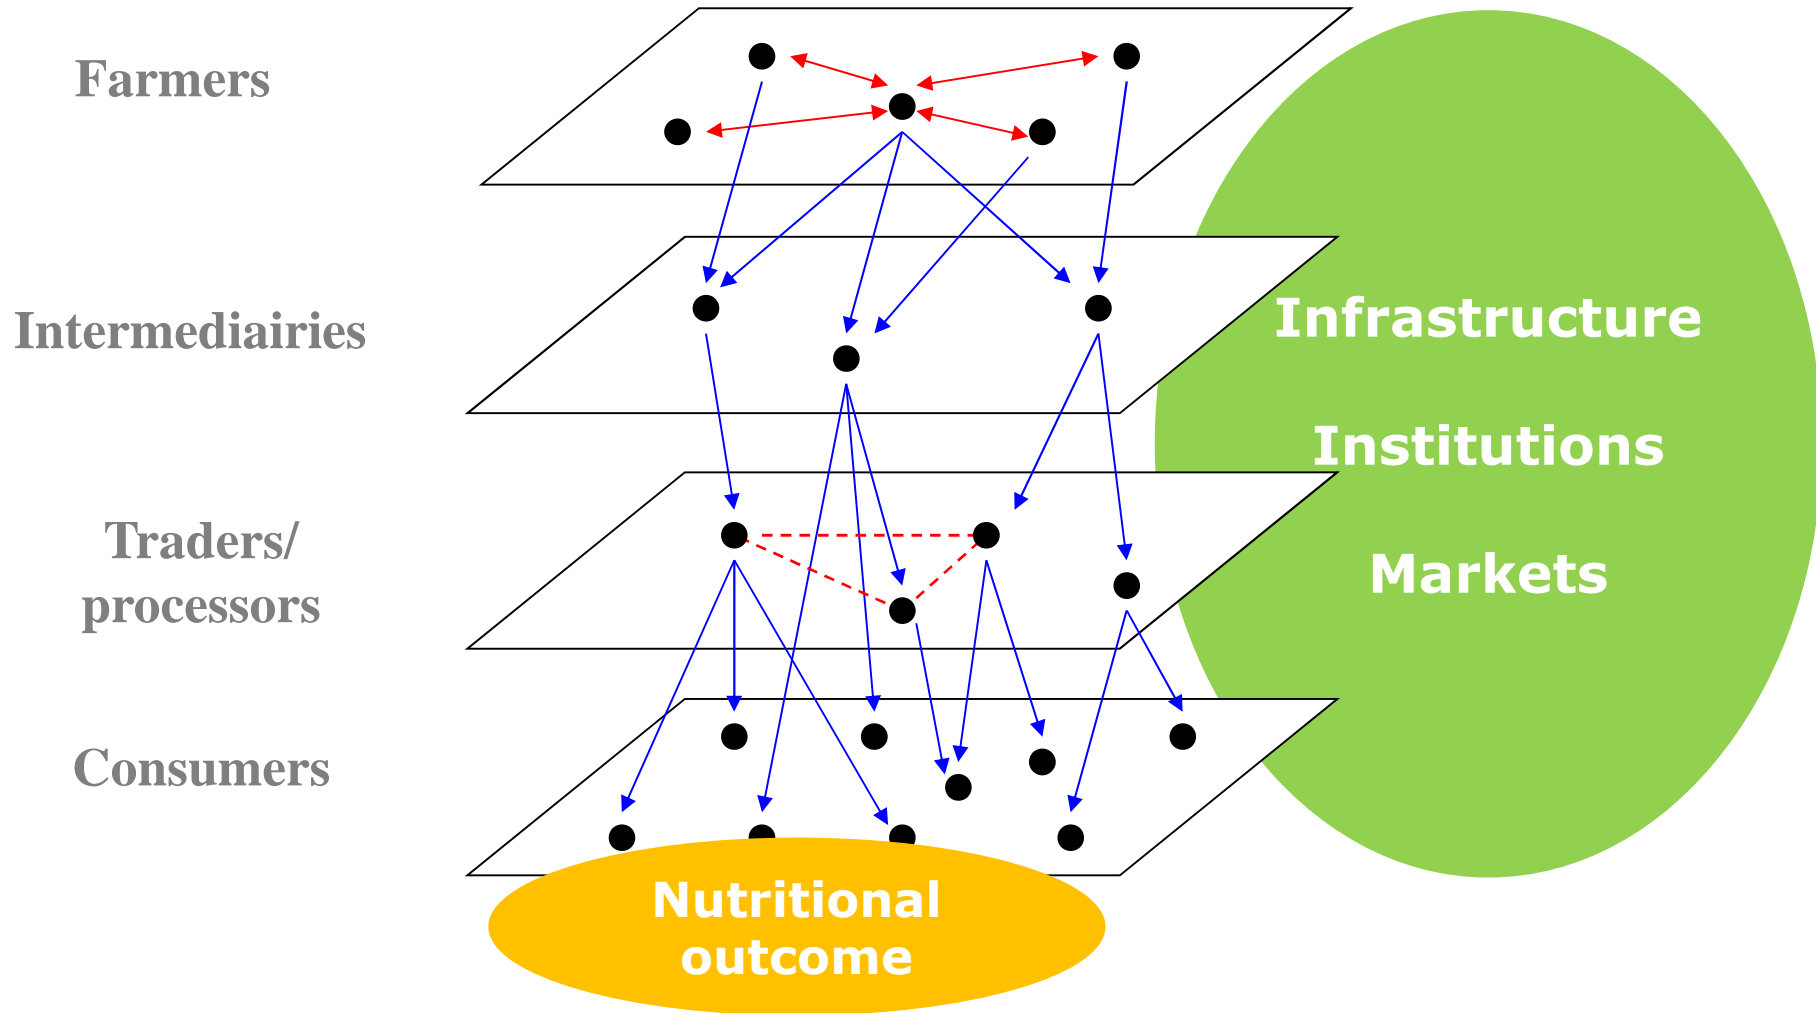 Farmers
Intermediairies
Traders/
processors
Consumers
Infrastructure
Institutions
Markets
Nutritional
outcome